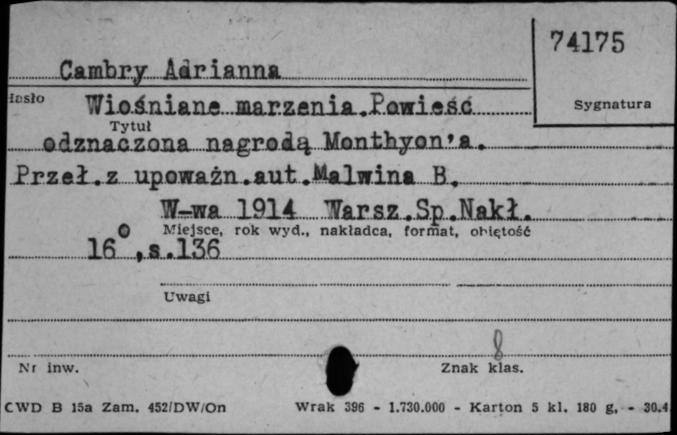 74175
Cambry Adrianna
Hasło Wiośniane marzenia.Powieść
Sygnatura
Tytuł
odznaczona nagrodą Monthyon'a.
Przeł.z upoważn.aut.Malwina B.
W-wa 1914 Warsz.Sp.Nakł.
Miejsce, rok wyd., nakładca, format, objętość
16⁰,s.136
Uwagi
8
Nr inw.
Znak klas.
CWD B 15a Zam. 452/DW/On Wrak 396 - 1.730.000 - Karton 5 kl. 180 g. - 30.4